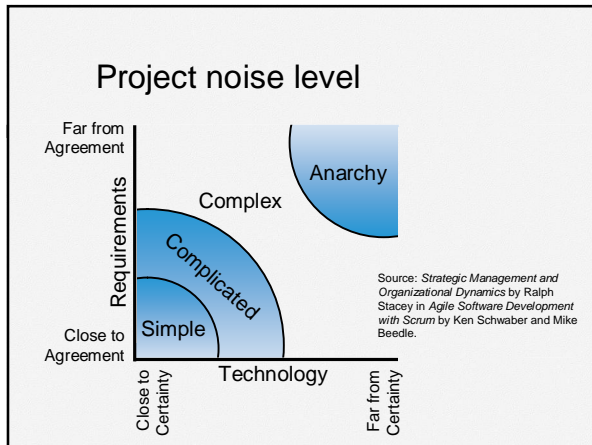 Project noise level
Far from
Agreement
Anarchy
Complex
Requirements
Complicated
Simple
Close to
Agreement
Technology
Close to
Certainty
Far from
Certainty
Source: Strategic Management and
Organizational Dynamics by Ralph
Stacey in Agile Software Development
with Scrum by Ken Schwaber and Mike
Beedle.